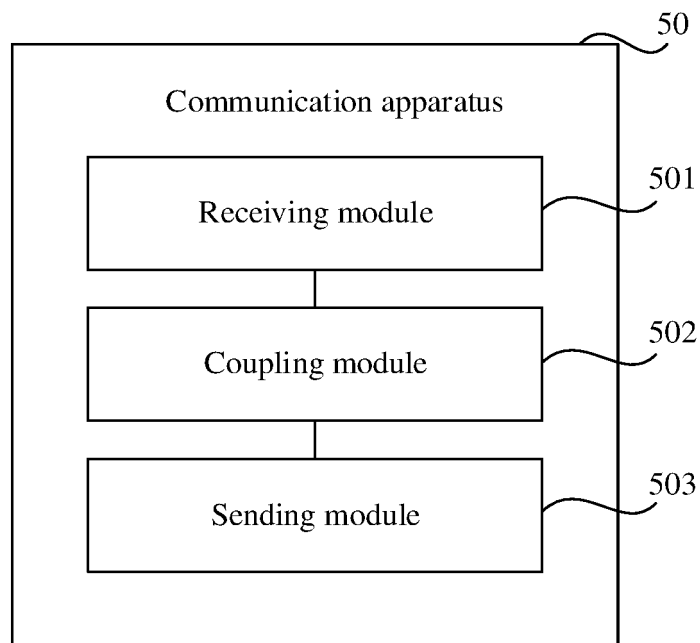 50
Communication apparatus
501
Receiving module
502
Coupling module
503
Sending module